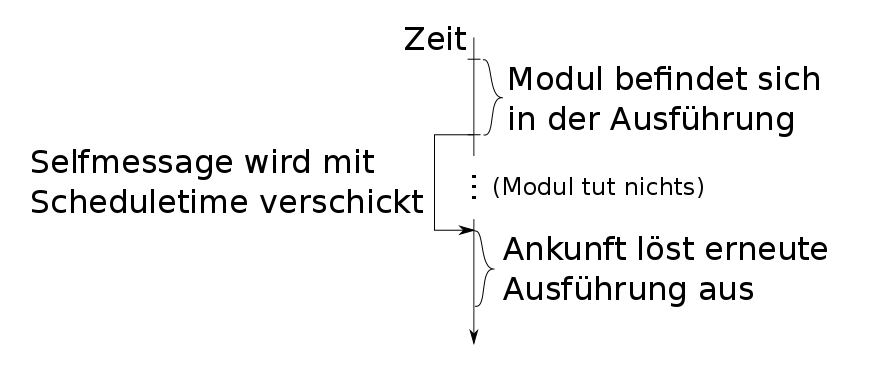 Zeit
Modul befindet sich
in der Ausführung
Selfmessage wird mit
Scheduletime verschickt
(Modul tut nichts)
Ankunft löst erneute
Ausführung aus